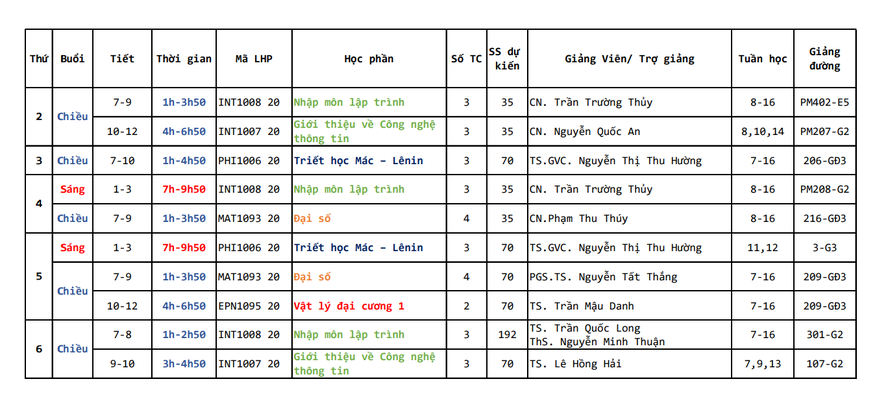 Thứ Buổi Tiết Thời gian Mã LHP Học phần Số TC SS dự kiến Giảng Viên/ Trợ giảng Tuần học Giảng đường
2 Chiều 7-9 1h-3h50 INT1008 20 Nhập môn lập trình 3 35 CN. Trần Trường Thủy 8-16 PM402-E5
10-12 4h-6h50 INT1007 20 Giới thiệu về Công nghệ thông tin 3 35 CN. Nguyễn Quốc An 8,10,14 PM207-G2
3 Chiều 7-10 1h-4h50 PHI1006 20 Triết học Mác – Lênin 3 70 TS.GVC. Nguyễn Thị Thu Hường 7-16 206-GĐ3
4 Sáng 1-3 7h-9h50 INT1008 20 Nhập môn lập trình 3 35 CN. Trần Trường Thủy 8-16 PM208-G2
Chiều 7-9 1h-3h50 MAT1093 20 Đại số 4 35 CN.Phạm Thu Thúy 8-16 216-GĐ3
5 Sáng 1-3 7h-9h50 PHI1006 20 Triết học Mác – Lênin 3 70 TS.GVC. Nguyễn Thị Thu Hường 11,12 3-G3
Chiều 7-9 1h-3h50 MAT1093 20 Đại số 4 70 PGS.TS. Nguyễn Tất Thắng 7-16 209-GĐ3
10-12 4h-6h50 EPN1095 20 Vật lý đại cương 1 2 70 TS. Trần Mậu Danh 7-16 209-GĐ3
6 Chiều 7-8 1h-2h50 INT1008 20 Nhập môn lập trình 3 192 TS. Trần Quốc Long ThS. Nguyễn Minh Thuận 7-16 301-G2
9-10 3h-4h50 INT1007 20 Giới thiệu về Công nghệ thông tin 3 70 TS. Lê Hồng Hải 7,9,13 107-G2